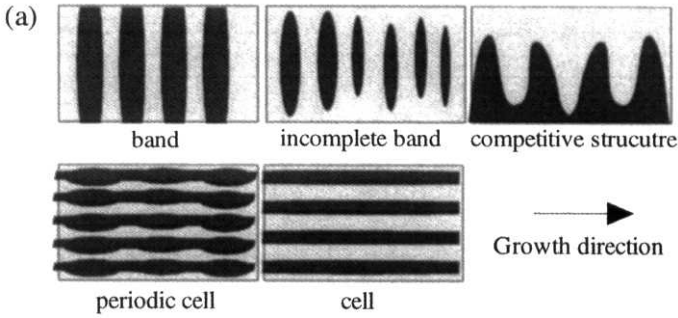 (a)
band
incomplete band
competitive strucutre
periodic cell
cell
Growth direction